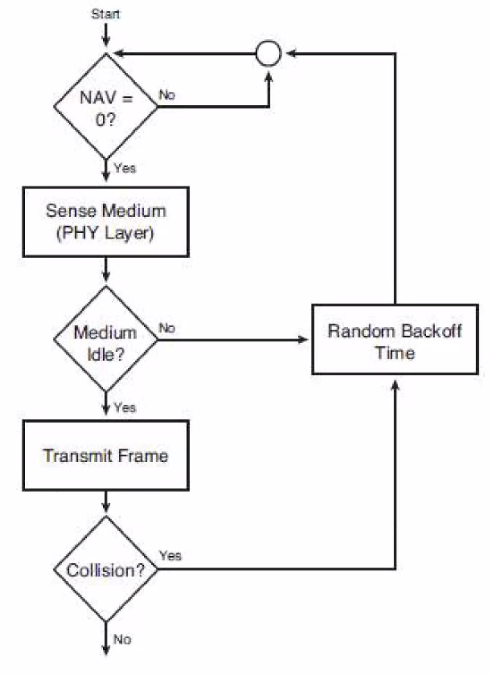 Start
NAV =
0?
No
Yes
Sense Medium
(PHY Layer)
Medium
Idle?
No
Random Backoff
Time
Yes
Transmit Frame
Collision?
Yes
No